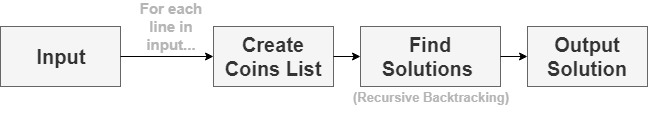 Input
For each
line in
input...
Create
Coins List
Find
Solutions
(Recursive Backtracking)
Output
Solution